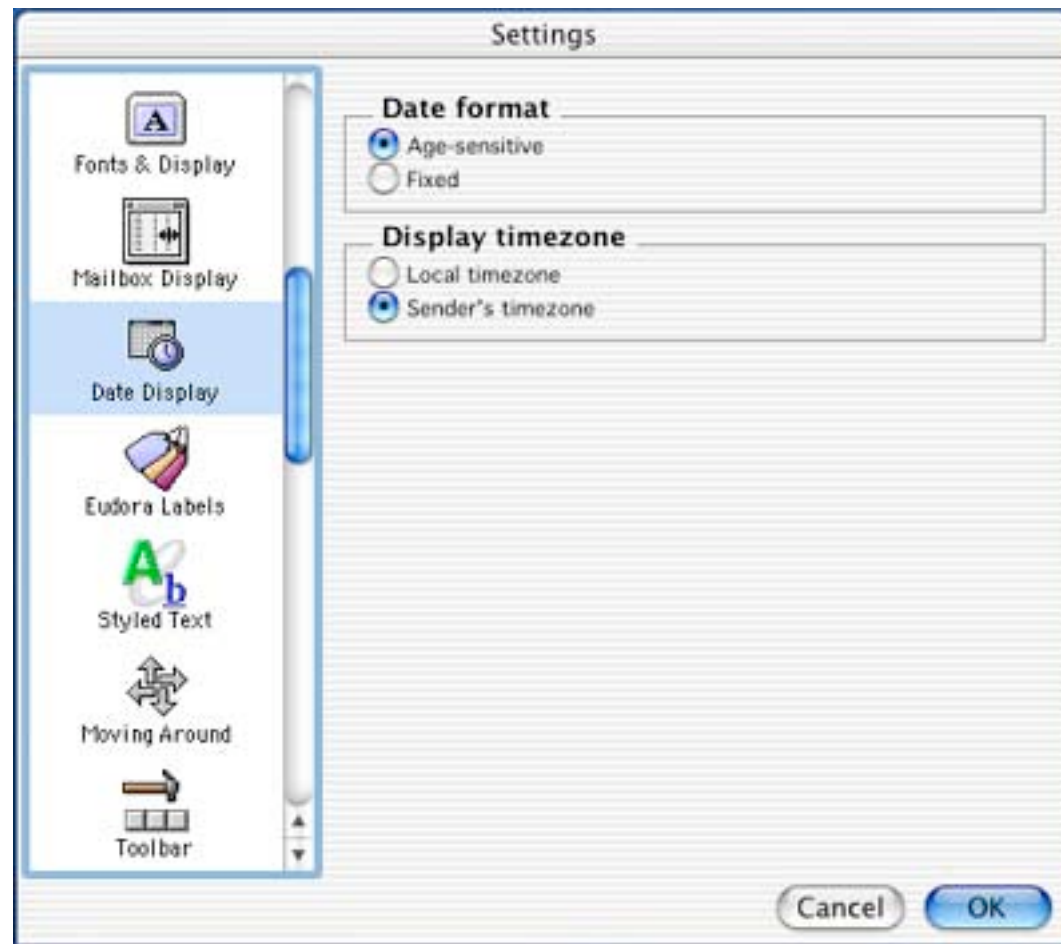 Settings
Fonts & Display
Mailbox Display
Date Display
Eudora Labels
Styled Text
Moving Around
Toolbar
Date format
Age-sensitive
Fixed
Display timezone
Local timezone
Sender's timezone
Cancel
OK